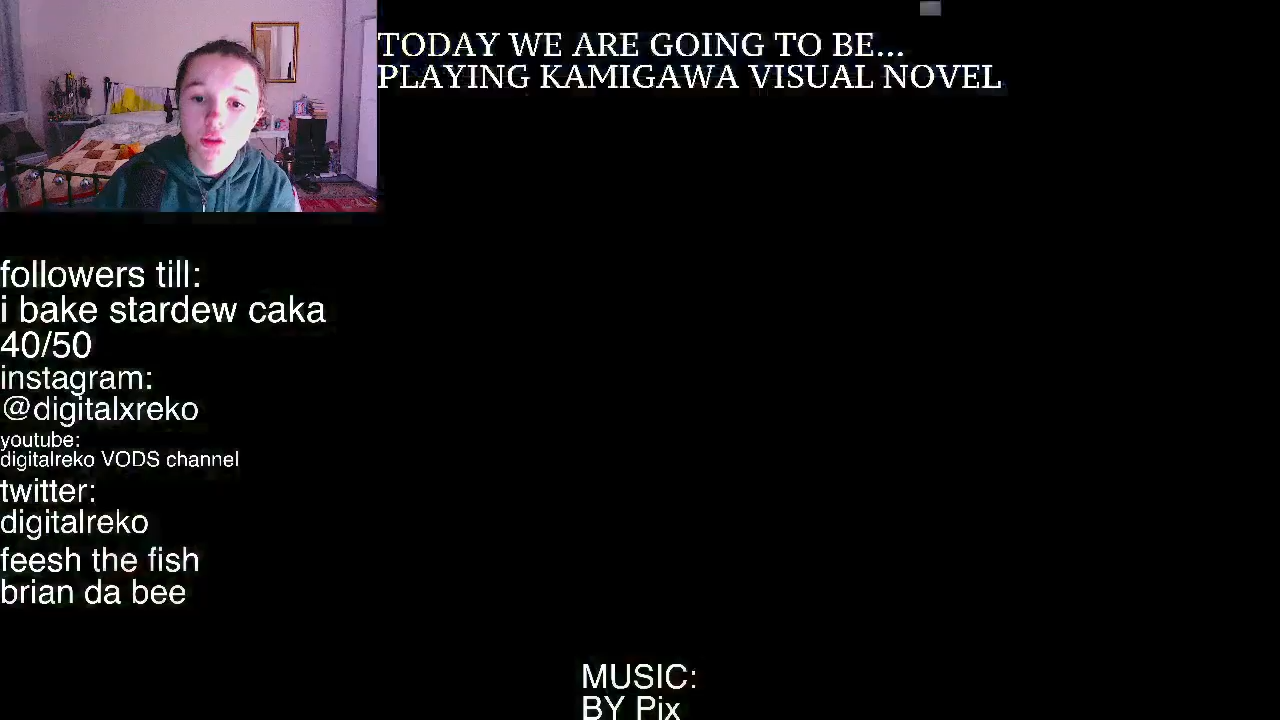 TODAY WE ARE GOING TO BE...
PLAYING KAMIGAWA VISUAL NOVEL
followers till:
i bake stardew caka
40/50
instagram:
@digitalxreko
youtube:
digitalreko VODS channel
twitter:
digitalreko
feesh the fish
brian da bee
MUSIC:
BY Pix